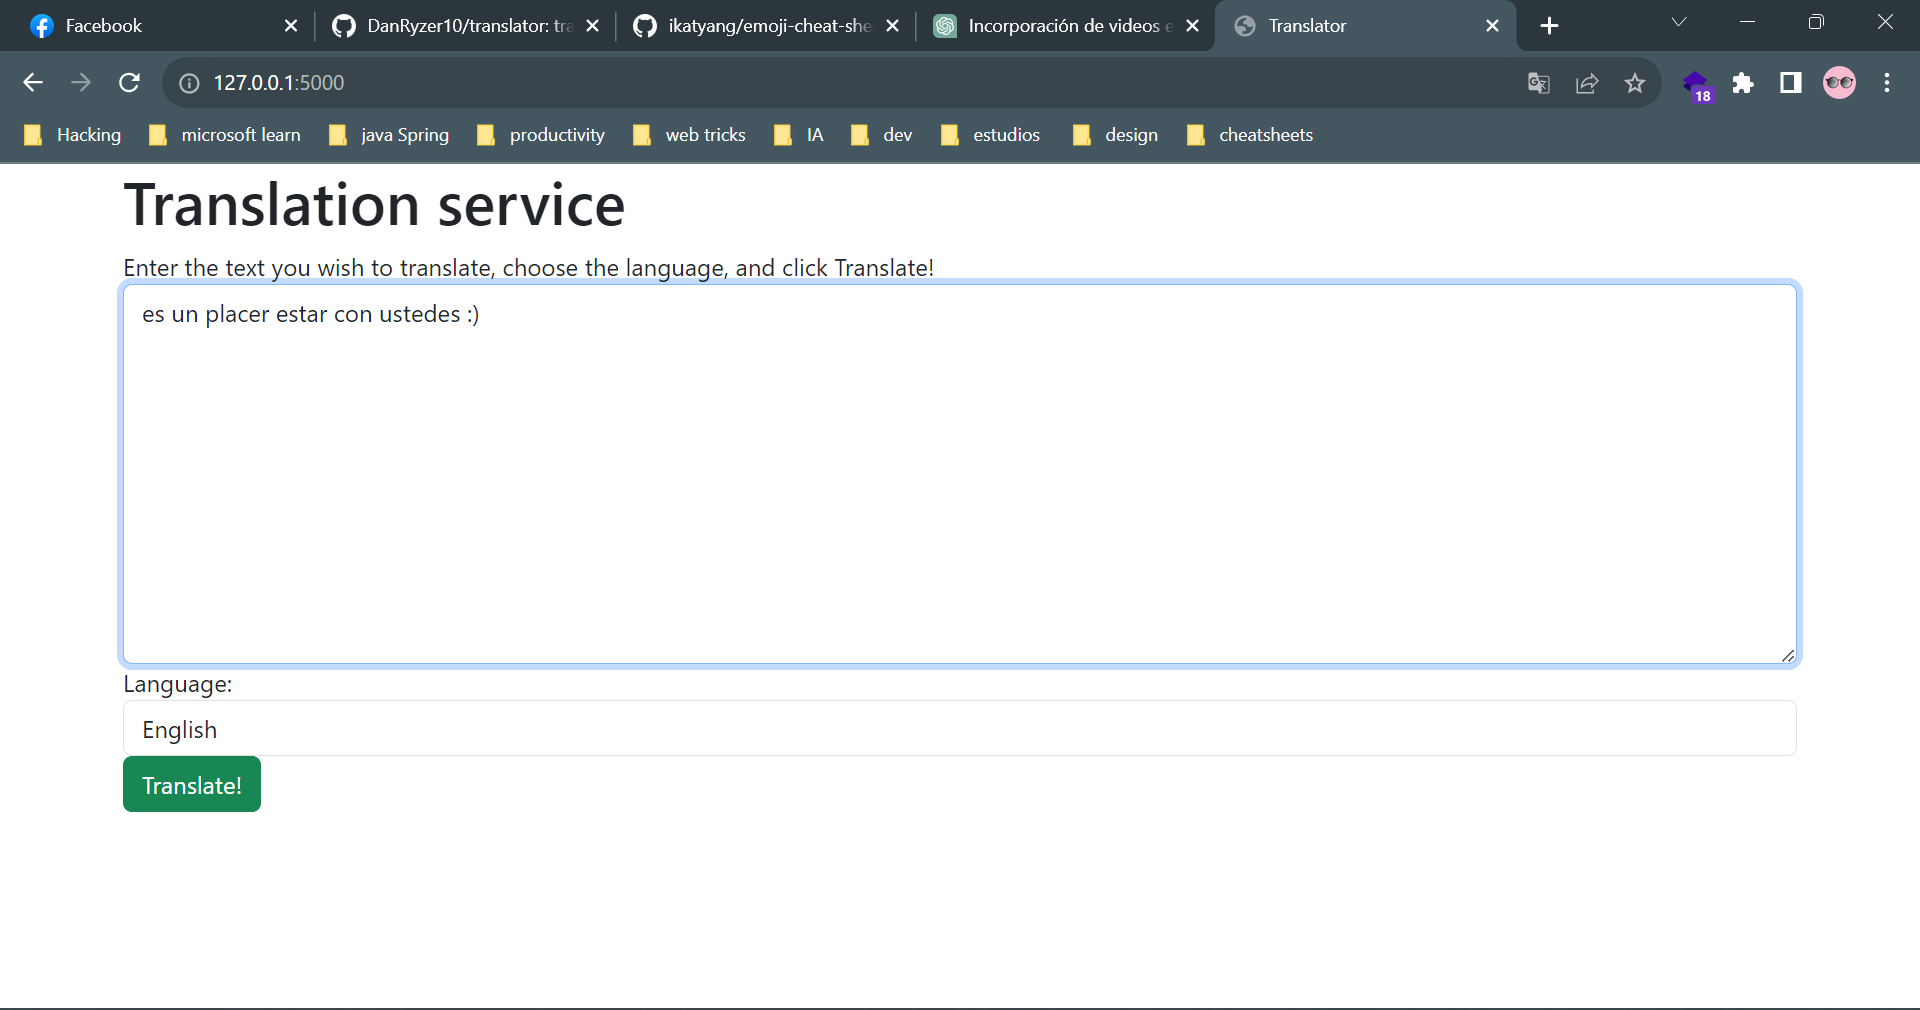 Facebook
DanRyzer10/translator: tra
ikatyang/emoji-cheat-she
Incorporación de videos e
Translator
127.0.0.1:5000
18
Hacking
microsoft learn
java Spring
productivity
web tricks
IA
dev
estudios
design
cheatsheets
Translation service
Enter the text you wish to translate, choose the language, and click Translate!
es un placer estar con ustedes :)
Language:
English
Translate!